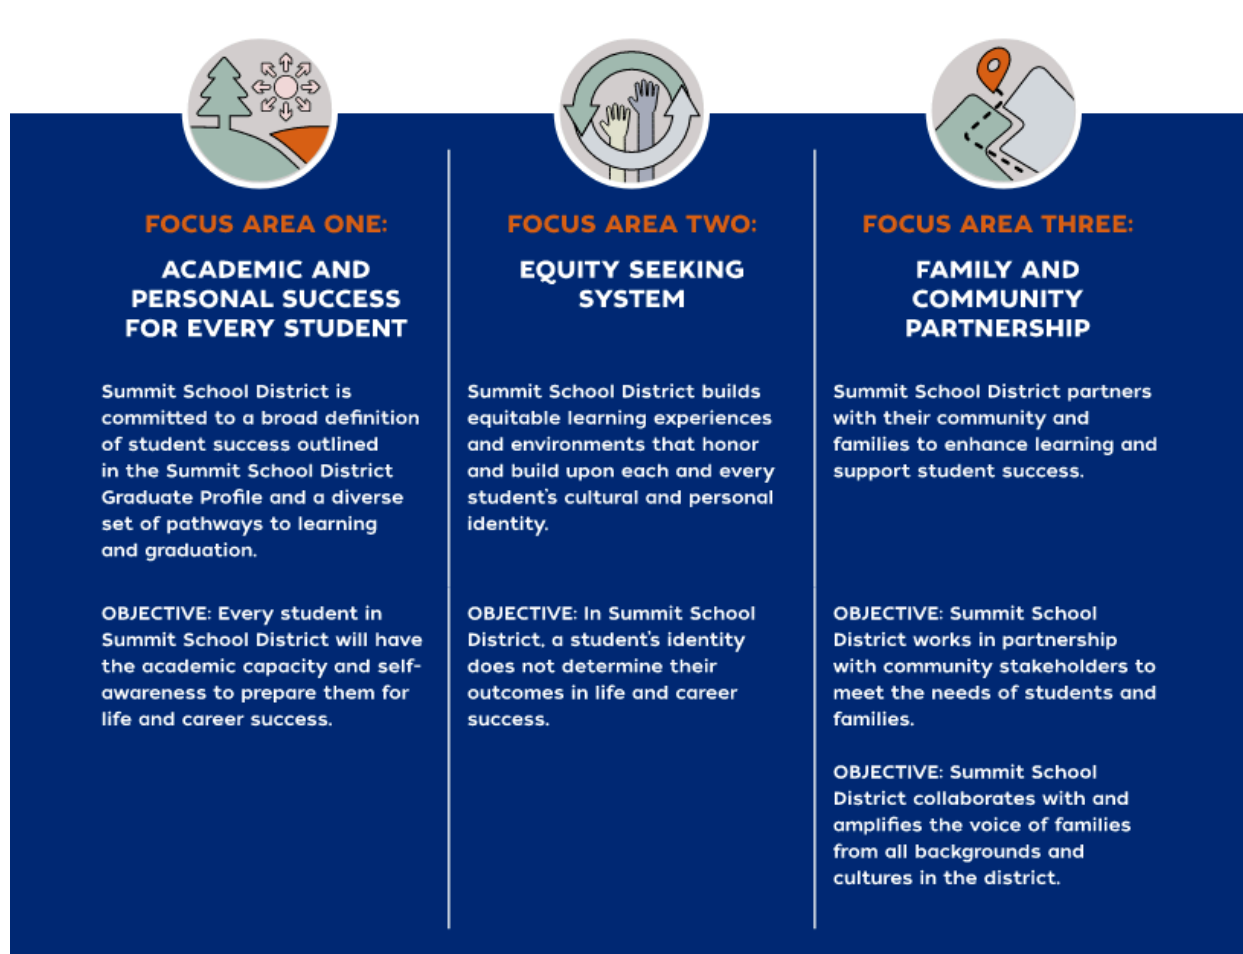 FOCUS AREA ONE:
ACADEMIC AND
PERSONAL SUCCESS
FOR EVERY STUDENT
Summit School District is
committed to a broad definition
of student success outlined
in the Summit School District
Graduate Profile and a diverse
set of pathways to learning
and graduation.
OBJECTIVE: Every student in
Summit School District will have
the academic capacity and self-
awareness to prepare them for
life and career success.
FOCUS AREA TWO:
EQUITY SEEKING
SYSTEM
Summit School District builds
equitable learning experiences
and environments that honor
and build upon each and every
student's cultural and personal
identity.
OBJECTIVE: In Summit School
District, a student's identity
does not determine their
outcomes in life and career
success.
FOCUS AREA THREE:
FAMILY AND
COMMUNITY
PARTNERSHIP
Summit School District partners
with their community and
families to enhance learning and
support student success.
OBJECTIVE: Summit School
District works in partnership
with community stakeholders to
meet the needs of students and
families.
OBJECTIVE: Summit School
District collaborates with and
amplifies the voice of families
from all backgrounds and
cultures in the district.